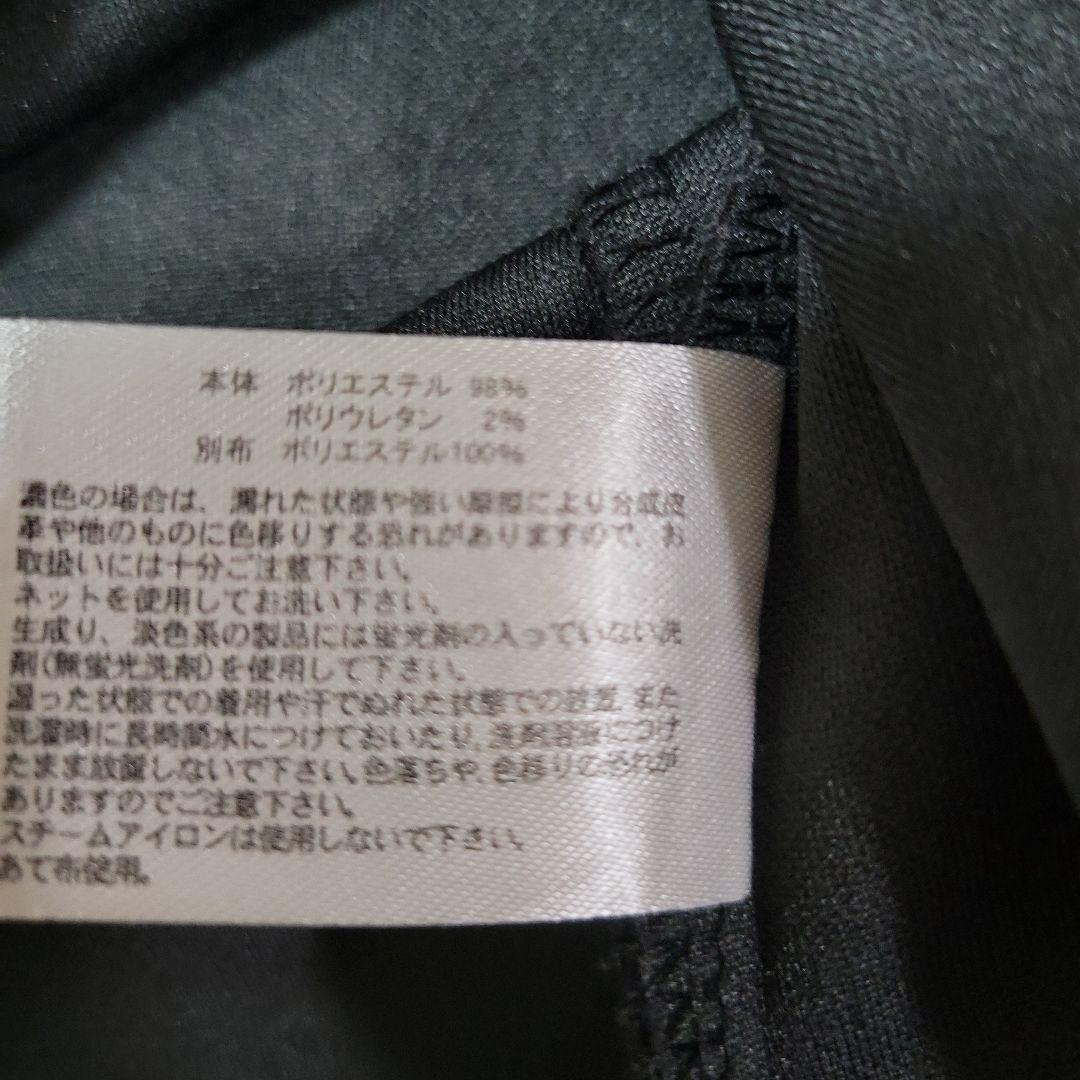 本体 ポリエステル 98%
ポリウレタン 2%
別布 ポリエステル100%
濃色の場合は、濡れた状態や強い摩擦により合成皮
革や他のものに色移りする恐れがありますので、お
取扱いには十分ご注意下さい。
ネットを使用してお洗い下さい。
生成り、淡色系の製品には蛍光剤の入っていない洗
剤(無蛍光洗剤)を使用して下さい。
湿った状態での着用や汗でぬれた状態での放置 また
洗濯時に長時間水につけておいたり、洗剤溶液につけ
たまま放置しないで下さい。色落ちや、色移りの恐れが
ありますのでご注意下さい。
スチームアイロンは使用しないで下さい。
あて布使用。